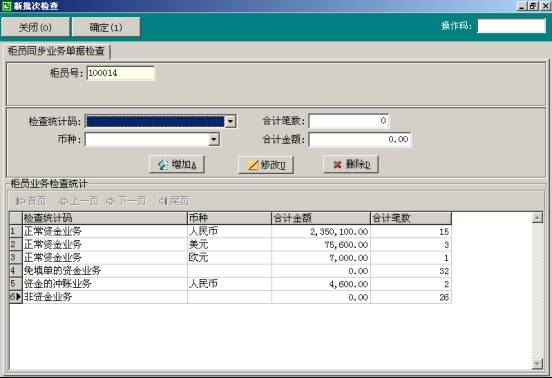 新批次检查
关闭(0) 确定(1) 操作码:
柜员同步业务单据检查
柜员号: 100014
检查统计码: 合计笔数: 0
币种: 合计金额: 0.00
增加A 修改U 删除D
柜员业务检查统计
首页 上一页 下一页 尾页
检查统计码 币种 合计金额 合计笔数
1 正常资金业务 人民币 2,350,100.00 15
2 正常资金业务 美元 75,600.00 3
3 正常资金业务 欧元 7,000.00 1
4 免填单的资金业务 0.00 32
5 资金的冲账业务 人民币 4,600.00 2
6 非资金业务 0.00 26